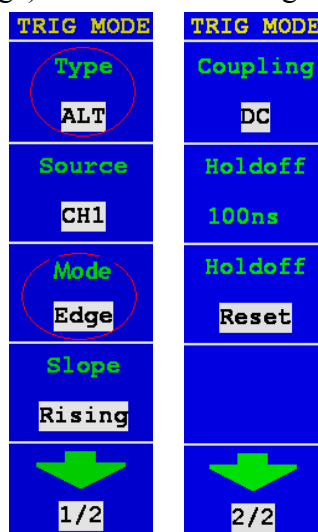 TRIG MODE
Type
ALT
Source
CH1
Mode
Edge
Slope
Rising
1/2
TRIG MODE
Coupling
DC
Holdoff
100ns
Holdoff
Reset
2/2